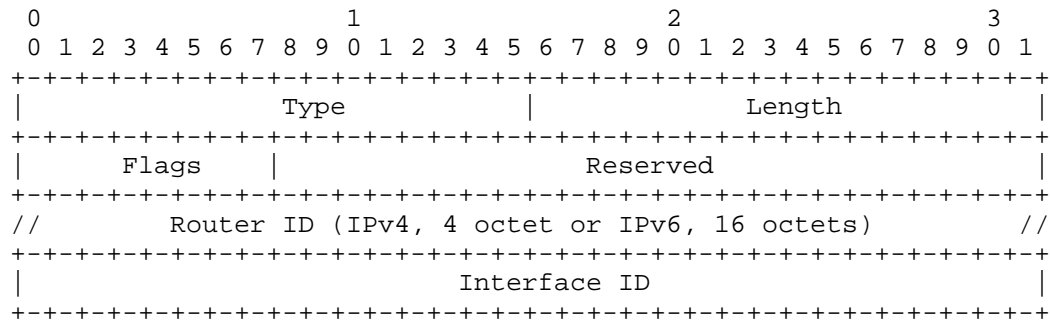 0                   1                   2                   3
 0 1 2 3 4 5 6 7 8 9 0 1 2 3 4 5 6 7 8 9 0 1 2 3 4 5 6 7 8 9 0 1
+-+-+-+-+-+-+-+-+-+-+-+-+-+-+-+-+-+-+-+-+-+-+-+-+-+-+-+-+-+-+-+-+
|               Type            |             Length            |
+-+-+-+-+-+-+-+-+-+-+-+-+-+-+-+-+-+-+-+-+-+-+-+-+-+-+-+-+-+-+-+-+
|      Flags    |                   Reserved                    |
+-+-+-+-+-+-+-+-+-+-+-+-+-+-+-+-+-+-+-+-+-+-+-+-+-+-+-+-+-+-+-+-+
//        Router ID (IPv4, 4 octet or IPv6, 16 octets)         //
+-+-+-+-+-+-+-+-+-+-+-+-+-+-+-+-+-+-+-+-+-+-+-+-+-+-+-+-+-+-+-+-+
|                           Interface ID                        |
+-+-+-+-+-+-+-+-+-+-+-+-+-+-+-+-+-+-+-+-+-+-+-+-+-+-+-+-+-+-+-+-+